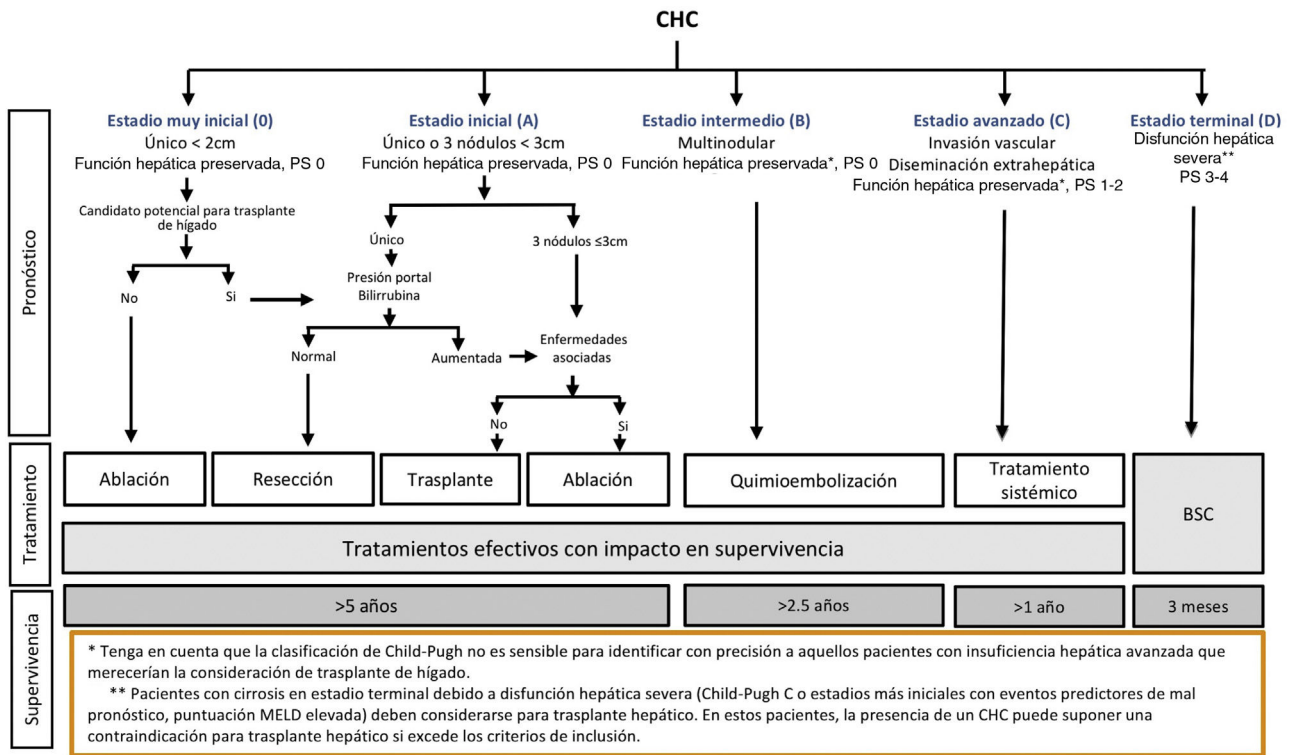 CHC
Estadio muy inicial (0)
Único < 2cm
Función hepática preservada, PS 0
Estadio inicial (A)
Único o 3 nódulos < 3cm
Función hepática preservada, PS 0
Estadio intermedio (B)
Multinodular
Función hepática preservada*, PS 0
Estadio avanzado (C)
Invasión vascular
Diseminación extrahepática
Función hepática preservada*, PS 1-2
Estadio terminal (D)
Disfunción hepática
severa**
PS 3-4
Pronóstico
Candidato potencial para trasplante
de hígado
No
Si
Único
3 nódulos ≤3cm
Presión portal
Bilirrubina
Normal
Aumentada
Enfermedades
asociadas
No
Si
Tratamiento
Ablación
Resección
Trasplante
Ablación
Quimioembolización
Tratamiento
sistémico
BSC
Tratamientos efectivos con impacto en supervivencia
Supervivencia
>5 años
>2.5 años
>1 año
3 meses
* Tenga en cuenta que la clasificación de Child-Pugh no es sensible para identificar con precisión a aquellos pacientes con insuficiencia hepática avanzada que
merecerían la consideración de trasplante de hígado.
** Pacientes con cirrosis en estadio terminal debido a disfunción hepática severa (Child-Pugh C o estadios más iniciales con eventos predictores de mal
pronóstico, puntuación MELD elevada) deben considerarse para trasplante hepático. En estos pacientes, la presencia de un CHC puede suponer una
contraindicación para trasplante hepático si excede los criterios de inclusión.